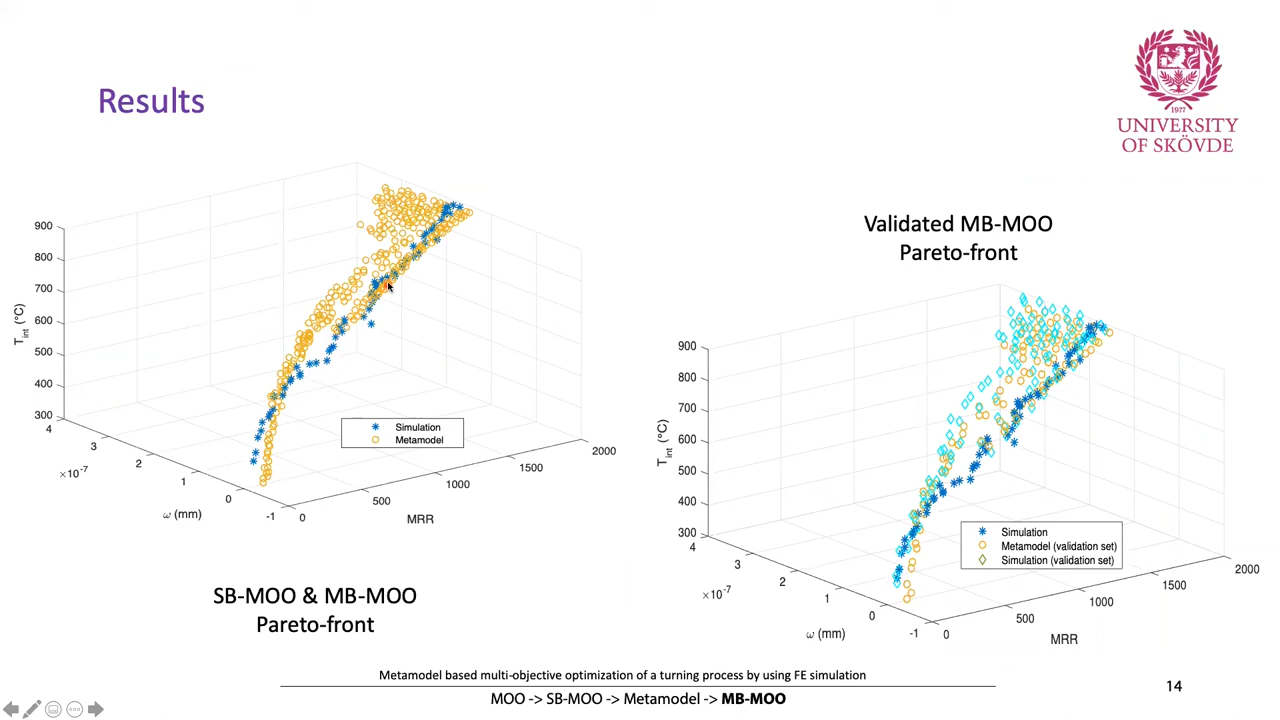 Results
1977
UNIVERSITY
OF SKÖVDE
900
800
700
600
500
400
300
T_int (°C)
4
3
2
1
0
-1
×10^-7
ω (mm)
0
500
1000
1500
2000
MRR
Simulation
Metamodel
SB-MOO & MB-MOO
Pareto-front
Validated MB-MOO
Pareto-front
900
800
700
600
500
400
300
T_int (°C)
4
3
2
1
0
-1
×10^-7
ω (mm)
0
500
1000
1500
2000
MRR
Simulation
Metamodel (validation set)
Simulation (validation set)
Metamodel based multi-objective optimization of a turning process by using FE simulation
MOO -> SB-MOO -> Metamodel -> MB-MOO
14